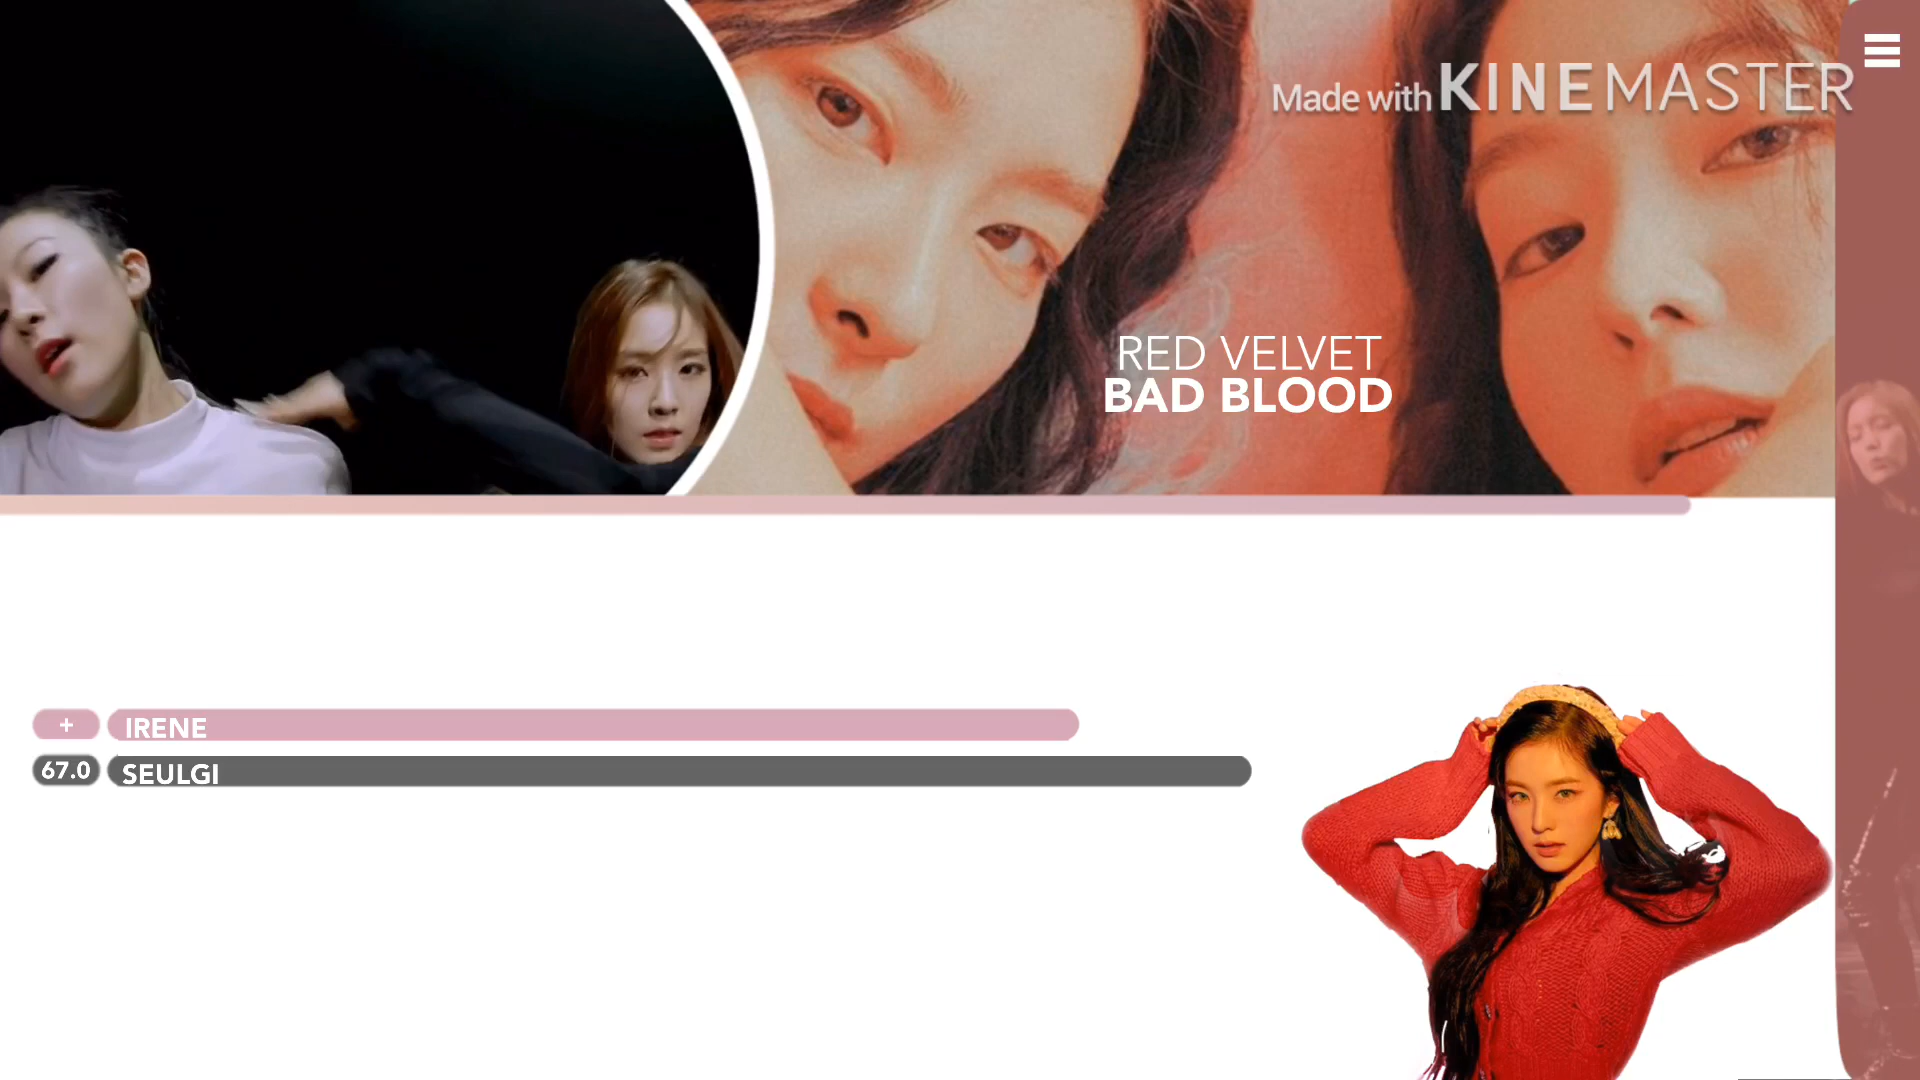 Made with KINEMASTER
RED VELVET
BAD BLOOD
+ IRENE
67.0 SEULGI